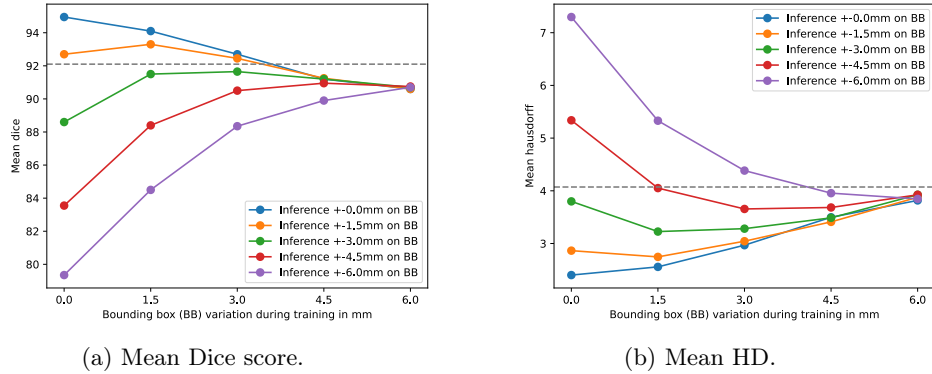 94
92
90
88
86
84
82
80
Mean dice
Inference +-0.0mm on BB
Inference +-1.5mm on BB
Inference +-3.0mm on BB
Inference +-4.5mm on BB
Inference +-6.0mm on BB
0.0 1.5 3.0 4.5 6.0
Bounding box (BB) variation during training in mm
(a) Mean Dice score.
7
6
5
4
3
Mean hausdorff
Inference +-0.0mm on BB
Inference +-1.5mm on BB
Inference +-3.0mm on BB
Inference +-4.5mm on BB
Inference +-6.0mm on BB
0.0 1.5 3.0 4.5 6.0
Bounding box (BB) variation during training in mm
(b) Mean HD.